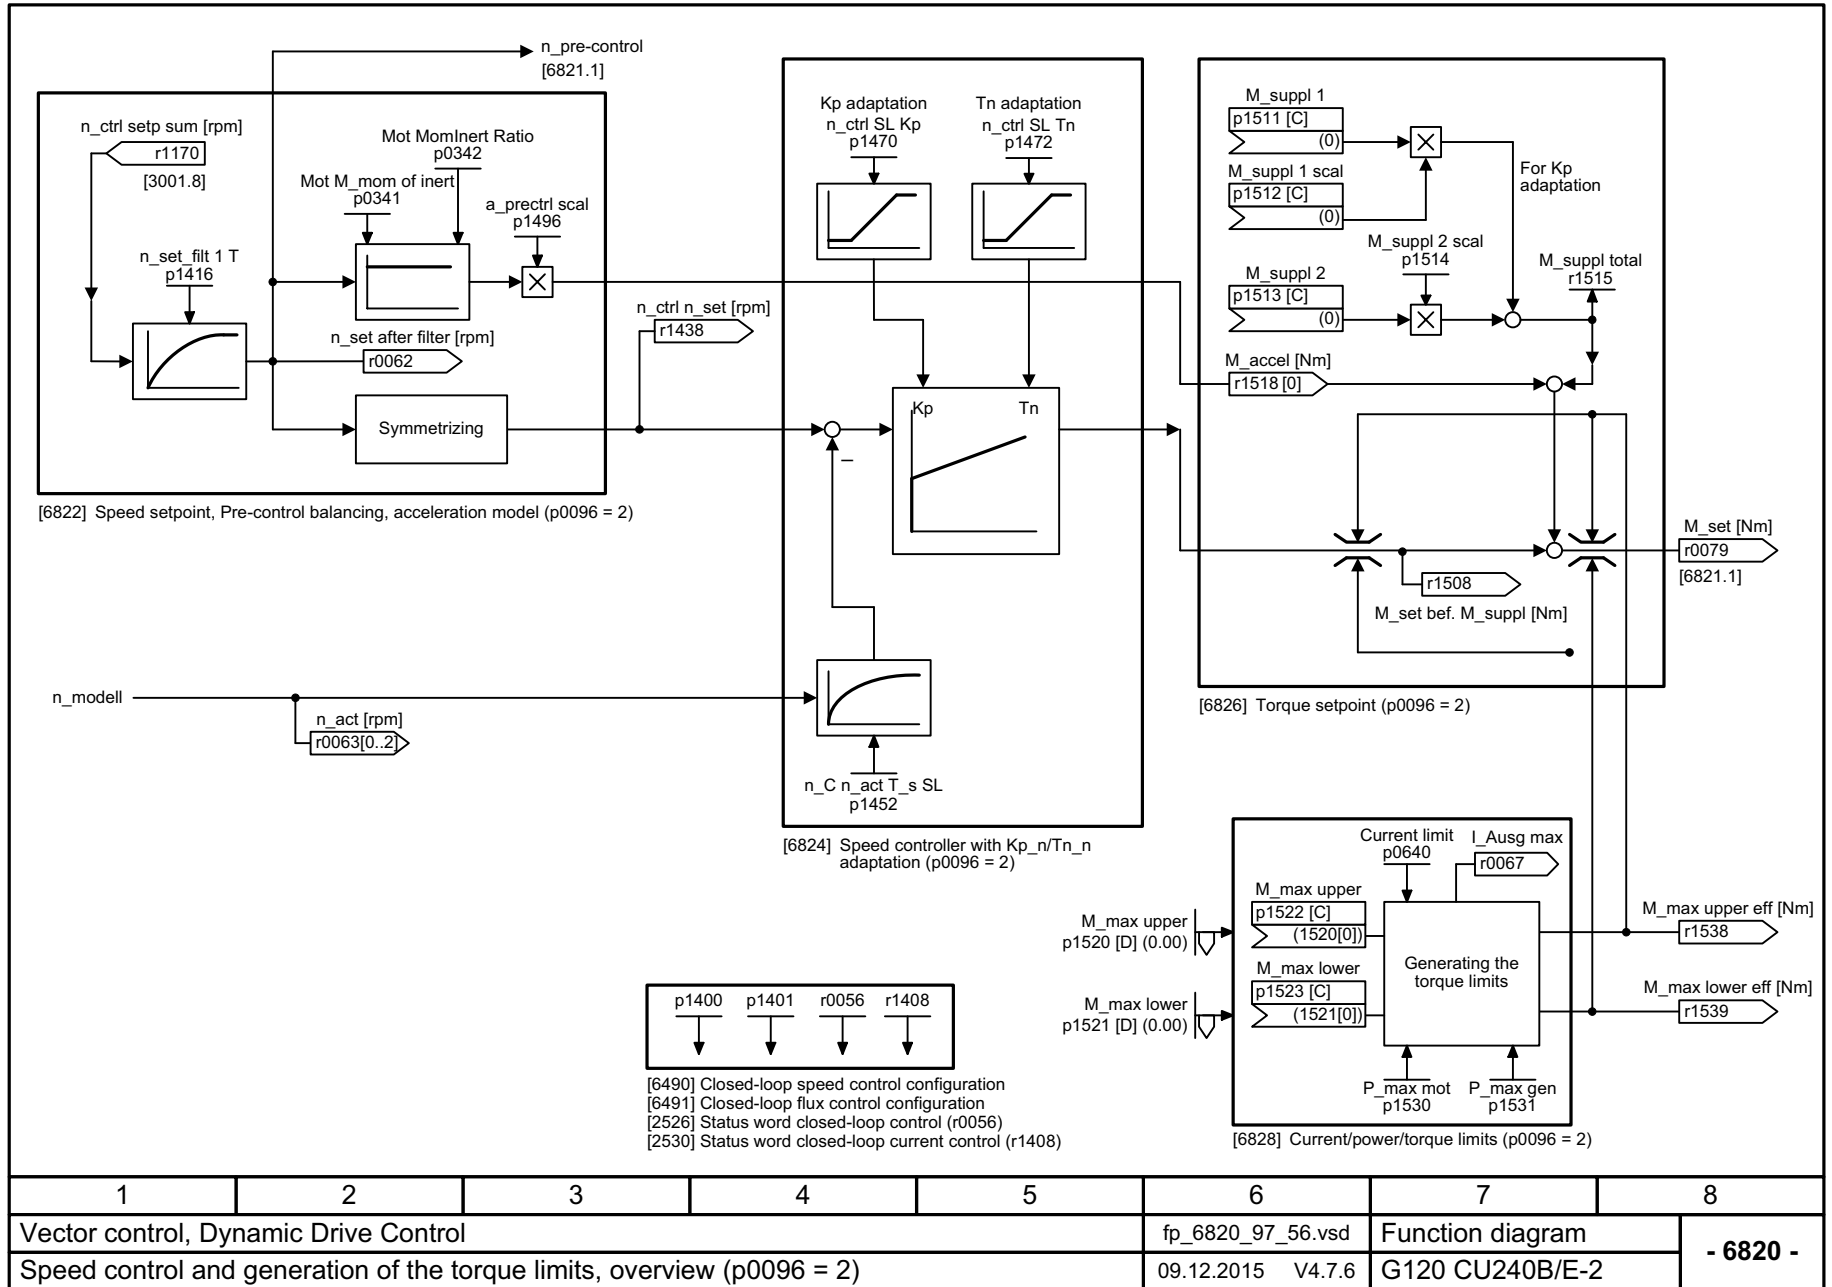 n_pre-control
[6821.1]
n_ctrl setp sum [rpm]
r1170
[3001.8]
Mot MomInert Ratio
p0342
Mot M_mom of inert
p0341
a_prectrl scal
p1496
n_set_filt 1 T
p1416
n_set after filter [rpm]
r0062
Symmetrizing
[6822] Speed setpoint, Pre-control balancing, acceleration model (p0096 = 2)
n_ctrl n_set [rpm]
r1438
Kp adaptation
n_ctrl SL Kp
p1470
Tn adaptation
n_ctrl SL Tn
p1472
Kp
Tn
–
n_modell
n_act [rpm]
r0063[0..2]
n_C n_act T_s SL
p1452
[6824] Speed controller with Kp_n/Tn_n
adaptation (p0096 = 2)
M_suppl 1
p1511 [C]
(0)
M_suppl 1 scal
p1512 [C]
(0)
For Kp
adaptation
M_suppl 2 scal
p1514
M_suppl 2
p1513 [C]
(0)
M_suppl total
r1515
M_accel [Nm]
r1518 [0]
M_set [Nm]
r0079
[6821.1]
r1508
M_set bef. M_suppl [Nm]
[6826] Torque setpoint (p0096 = 2)
Current limit
p0640
I_Ausg max
r0067
M_max upper
p1520 [D] (0.00)
M_max upper
p1522 [C]
(1520[0])
M_max lower
p1521 [D] (0.00)
M_max lower
p1523 [C]
(1521[0])
Generating the
torque limits
M_max upper eff [Nm]
r1538
M_max lower eff [Nm]
r1539
P_max mot
p1530
P_max gen
p1531
[6828] Current/power/torque limits (p0096 = 2)
p1400 p1401 r0056 r1408
[6490] Closed-loop speed control configuration
[6491] Closed-loop flux control configuration
[2526] Status word closed-loop control (r0056)
[2530] Status word closed-loop current control (r1408)
1 2 3 4 5 6 7 8
Vector control, Dynamic Drive Control
fp_6820_97_56.vsd
Function diagram
- 6820 -
Speed control and generation of the torque limits, overview (p0096 = 2)
09.12.2015 V4.7.6
G120 CU240B/E-2